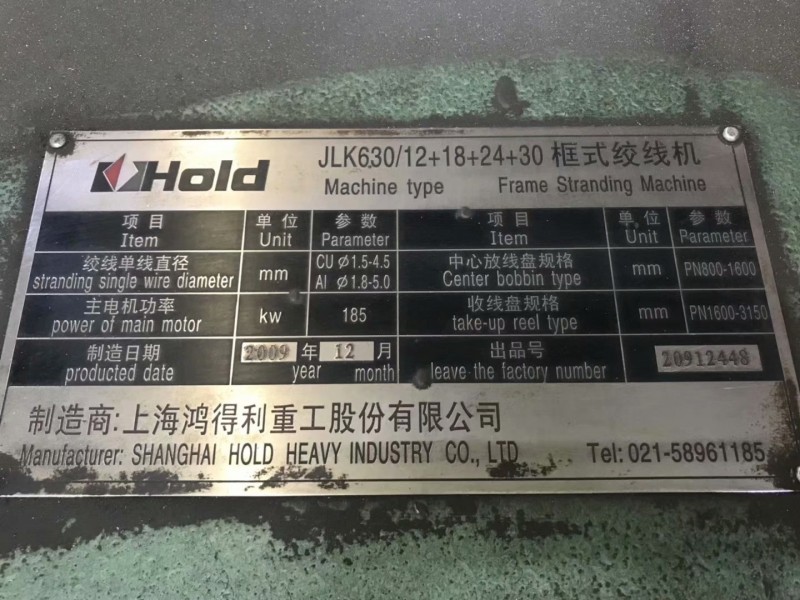 Hold
JLK630/12+18+24+30 框式绞线机
Machine type Frame Stranding Machine
项目 单位 参数 项目 单位 参数
Item Unit Parameter Item Unit Parameter
绞线单线直径 mm CU ∅1.5-4.5 中心放线盘规格 mm PN800-1600
stranding single wire diameter Al ∅1.8-5.0 Center bobbin type
主电机功率 kw 185 收线盘规格 mm PN1600-3150
power of main motor take-up reel type
制造日期 2009 年 12 月 出品号 20912448
producted date year month leave the factory number
制造商:上海鸿得利重工股份有限公司
Manufacturer: SHANGHAI HOLD HEAVY INDUSTRY CO., LTD Tel: 021-58961185